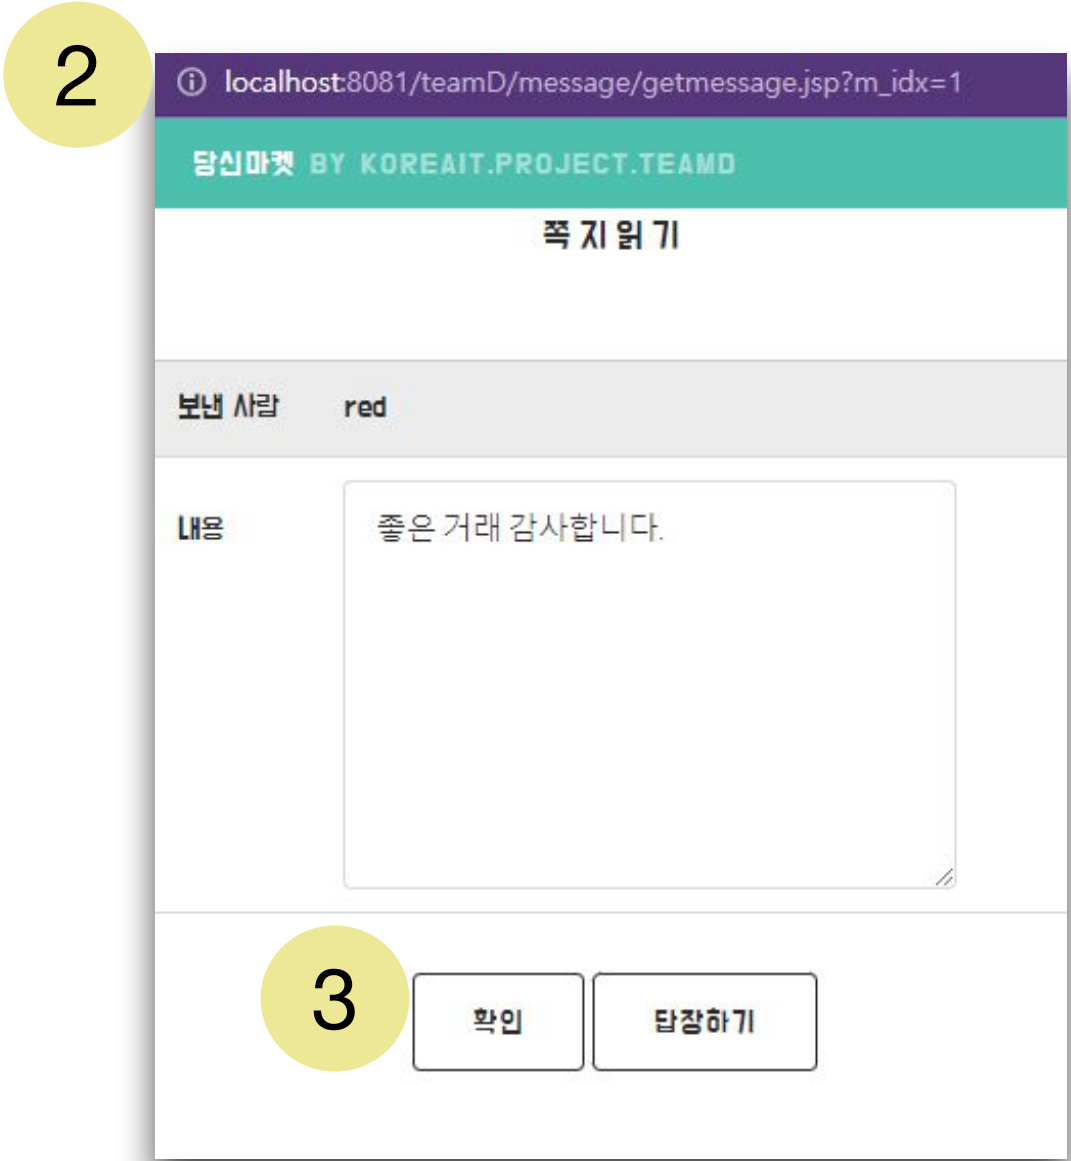 2
localhost:8081/teamD/message/getmessage.jsp?m_idx=1
당신마켓 BY KOREAIT.PROJECT.TEAMD
쪽 지 읽 기
보낸 사람 red
내용 좋은 거래 감사합니다.
3 확인 답장하기